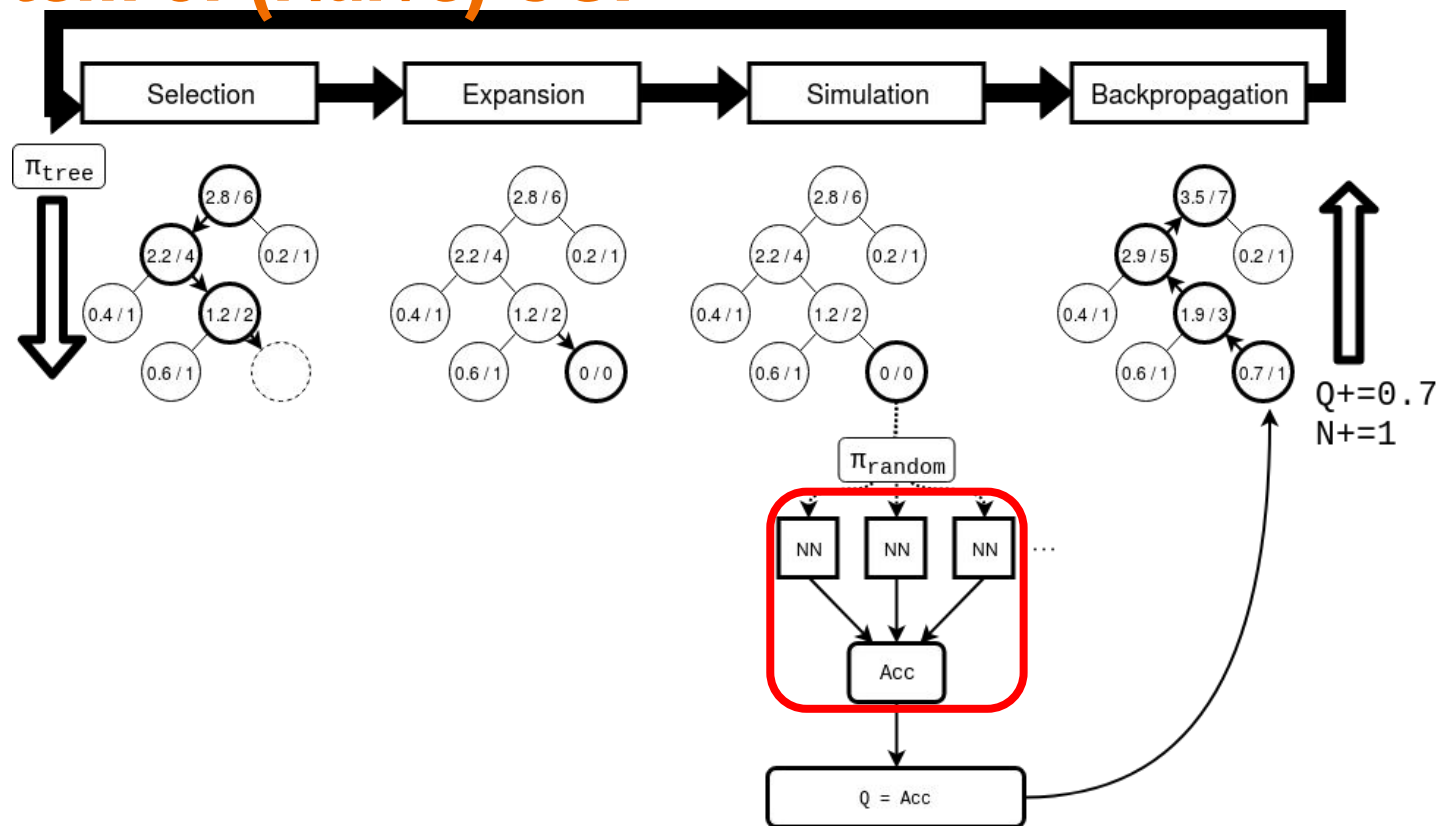 Selection
Expansion
Simulation
Backpropagation
π_tree
2.8 / 6
2.2 / 4
0.2 / 1
0.4 / 1
1.2 / 2
0.6 / 1
2.8 / 6
2.2 / 4
0.2 / 1
0.4 / 1
1.2 / 2
0.6 / 1
0 / 0
2.8 / 6
2.2 / 4
0.2 / 1
0.4 / 1
1.2 / 2
0.6 / 1
0 / 0
π_random
NN
NN
NN
...
Acc
Q = Acc
3.5 / 7
2.9 / 5
0.2 / 1
0.4 / 1
1.9 / 3
0.6 / 1
0.7 / 1
Q+=0.7
N+=1